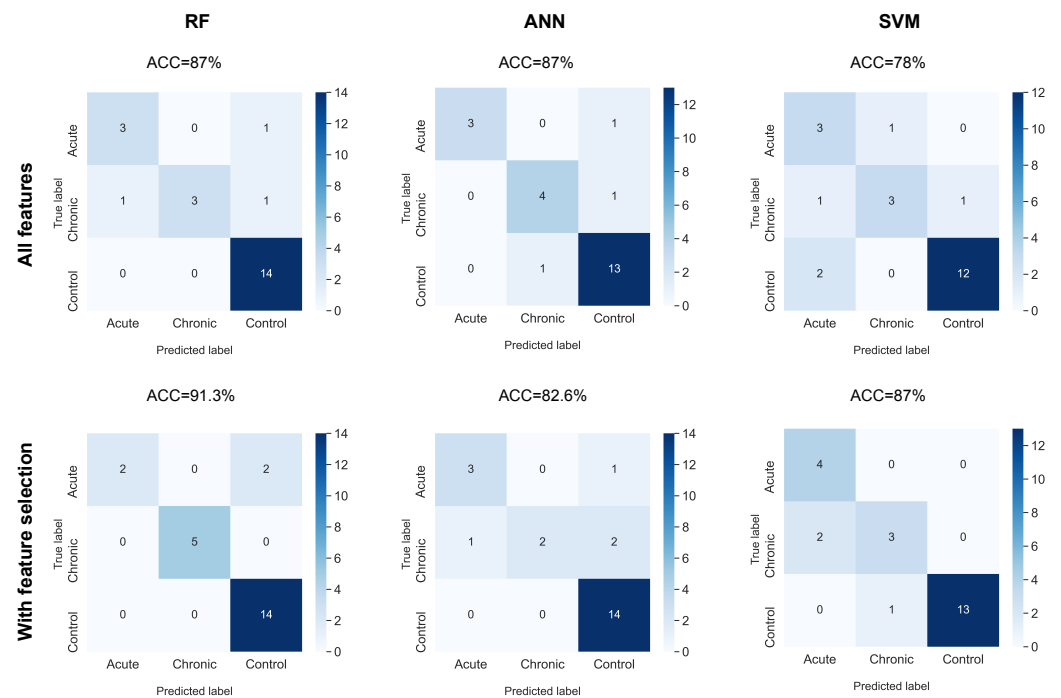 RF ANN SVM
ACC=87% ACC=87% ACC=78%
All features
True label
Acute
Chronic
Control
3 0 1
1 3 1
0 0 14
Acute Chronic Control
Predicted label
14
12
10
8
6
4
2
0
True label
Acute
Chronic
Control
3 0 1
0 4 1
0 1 13
Acute Chronic Control
Predicted label
12
10
8
6
4
2
0
True label
Acute
Chronic
Control
3 1 0
1 3 1
2 0 12
Acute Chronic Control
Predicted label
12
10
8
6
4
2
0
ACC=91.3% ACC=82.6% ACC=87%
With feature selection
True label
Acute
Chronic
Control
2 0 2
0 5 0
0 0 14
Acute Chronic Control
Predicted label
14
12
10
8
6
4
2
0
True label
Acute
Chronic
Control
3 0 1
1 2 2
0 0 14
Acute Chronic Control
Predicted label
14
12
10
8
6
4
2
0
True label
Acute
Chronic
Control
4 0 0
2 3 0
0 1 13
Acute Chronic Control
Predicted label
12
10
8
6
4
2
0